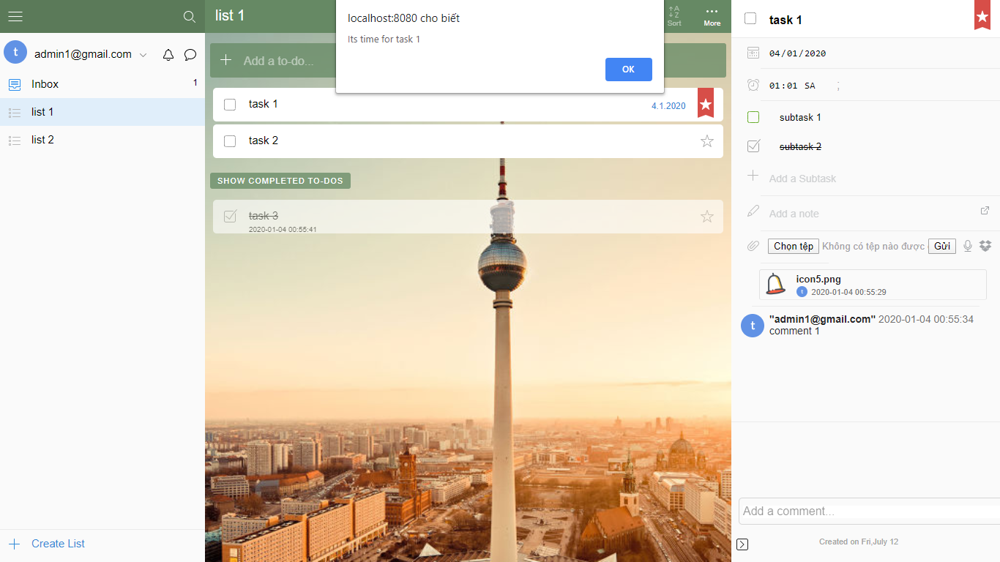 list 1
localhost:8080 cho biết
Its time for task 1
OK
A
Z
Sort
More
t
admin1@gmail.com
Inbox
1
list 1
list 2
Create List
Add a to-do...
task 1
4.1.2020
task 2
SHOW COMPLETED TO-DOS
task 3
2020-01-04 00:55:41
task 1
04/01/2020
01:01 SA
subtask 1
subtask 2
Add a Subtask
Add a note
Chọn tệp Không có tệp nào được Gửi
icon5.png
t 2020-01-04 00:55:29
t
"admin1@gmail.com" 2020-01-04 00:55:34
comment 1
Add a comment...
Created on Fri,July 12